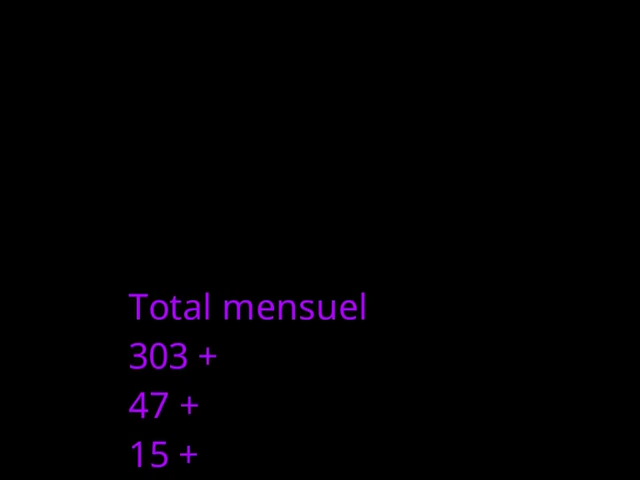 Total mensuel
303 +
47 +
15 +